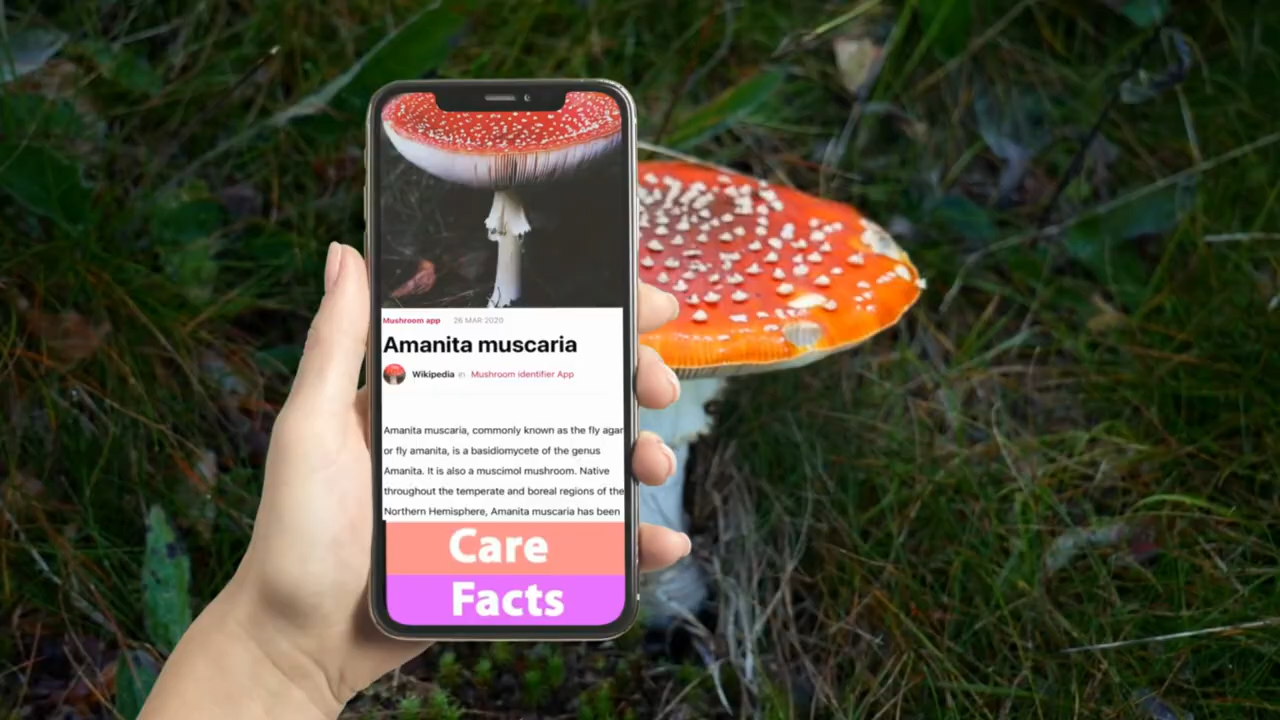 Mushroom app 26 MAR 2020
Amanita muscaria
Wikipedia in Mushroom identifier App
Amanita muscaria, commonly known as the fly agar
or fly amanita, is a basidiomycete of the genus
Amanita. It is also a muscimol mushroom. Native
throughout the temperate and boreal regions of the
Northern Hemisphere, Amanita muscaria has been
Care
Facts